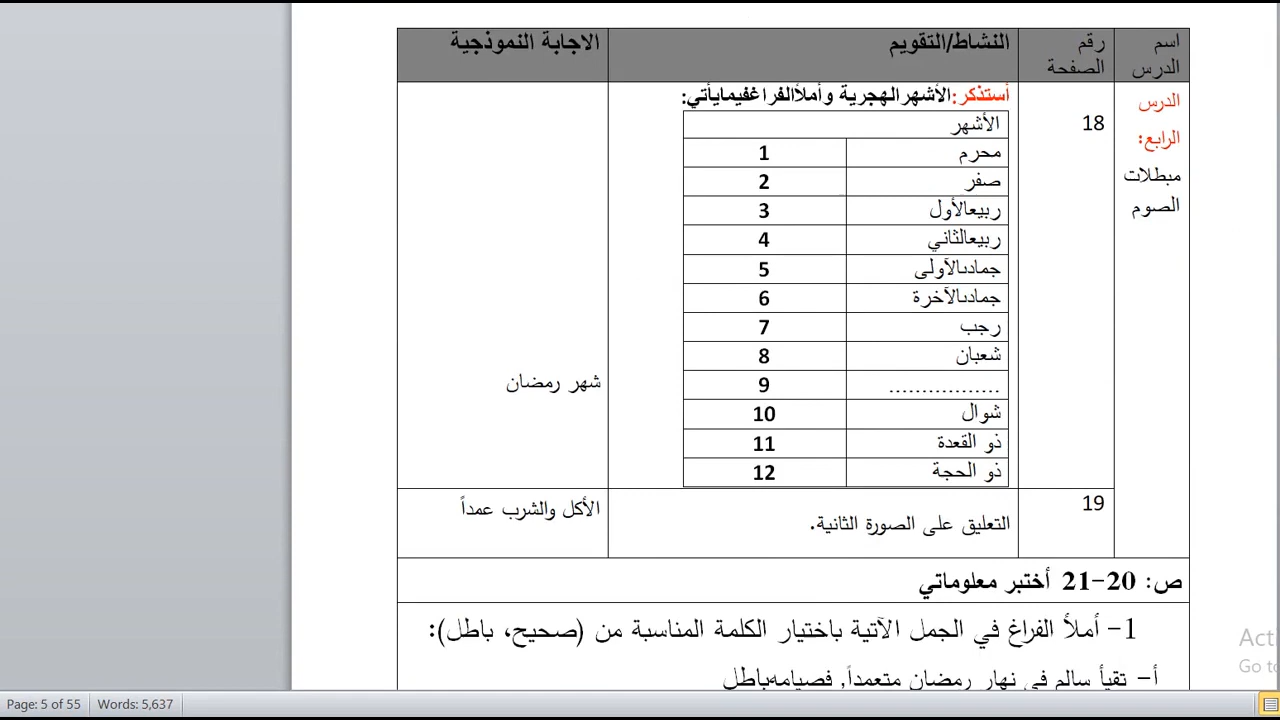 اسم الدرس
رقم الصفحة
النشاط/التقويم
الاجابة النموذجية
الدرس
الرابع:
مبطلات
الصوم
18
أستذكر:الأشهرالهجرية وأملأالفراغفيمايأتي:
الأشهر
محرم 1
صفر 2
ربيعالأول 3
ربيعالثاني 4
جمادىالآولى 5
جمادىالآخرة 6
رجب 7
شعبان 8
................. 9
شوال 10
ذو القعدة 11
ذو الحجة 12
شهر رمضان
19
التعليق على الصورة الثانية.
الأكل والشرب عمداً
ص: 20-21 أختبر معلوماتي
1- أملأ الفراغ في الجمل الآتية باختيار الكلمة المناسبة من (صحيح، باطل):
أ- تقيأ سالم في نهار رمضان متعمداً, فصيامهباطل
Act
Go to
Page: 5 of 55 Words: 5,637